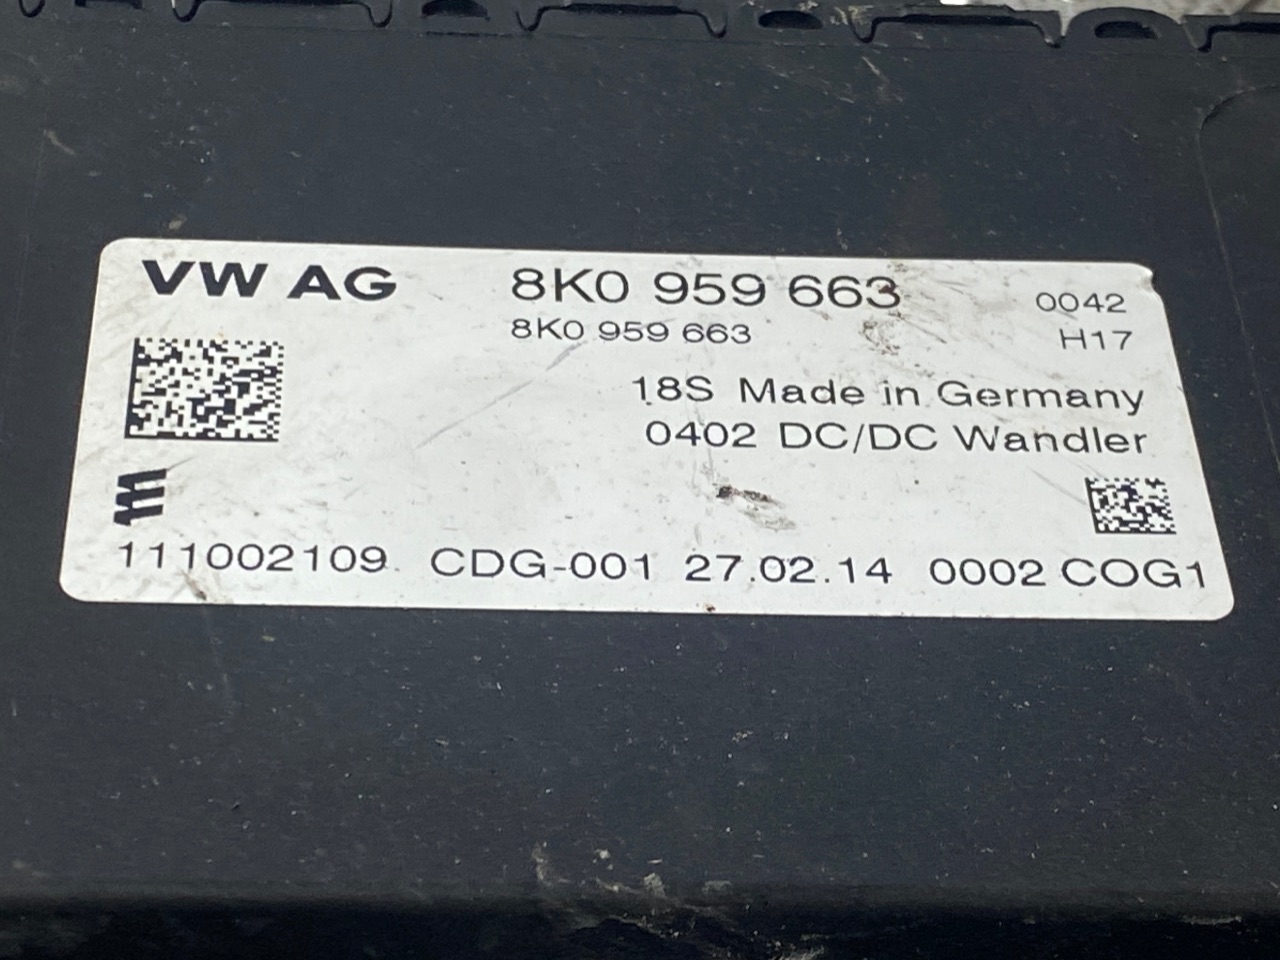 VW AG 8K0 959 663 0042
8K0 959 663 H17
18S Made in Germany
0402 DC/DC Wandler
111002109 CDG-001 27.02.14 0002 COG1